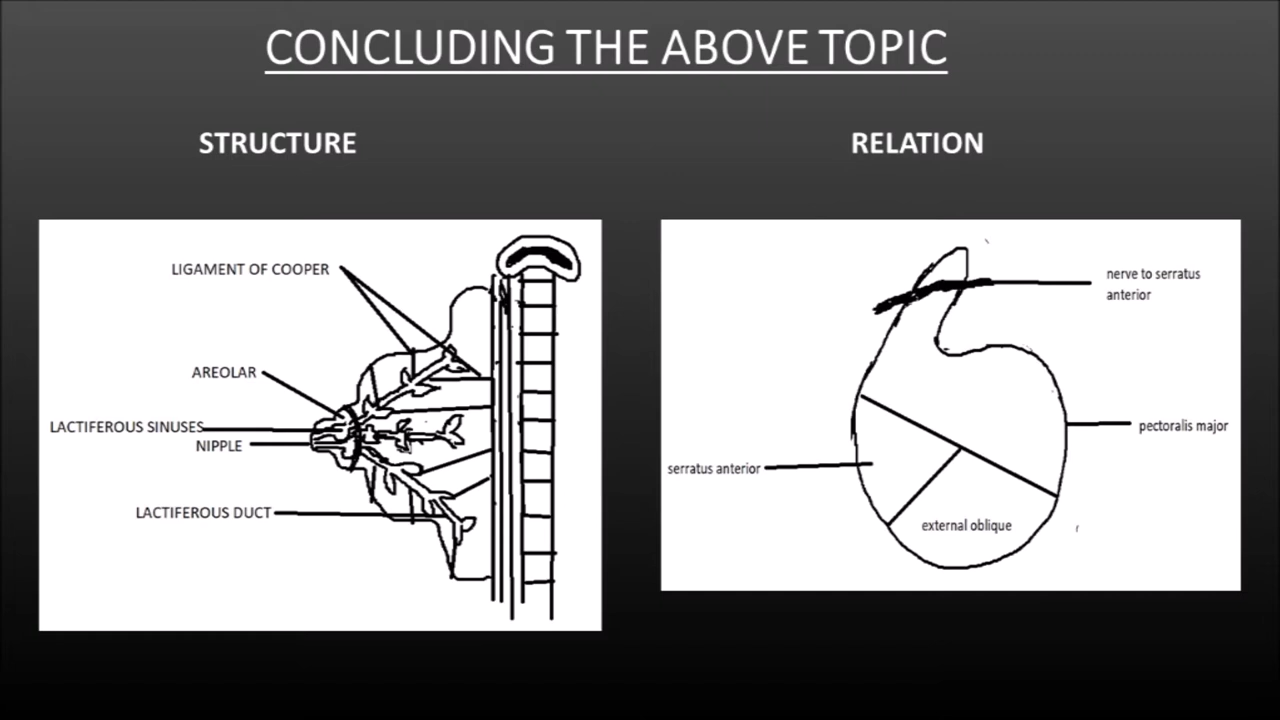 CONCLUDING THE ABOVE TOPIC
STRUCTURE
LIGAMENT OF COOPER
AREOLAR
LACTIFEROUS SINUSES
NIPPLE
LACTIFEROUS DUCT
RELATION
nerve to serratus
anterior
pectoralis major
serratus anterior
external oblique